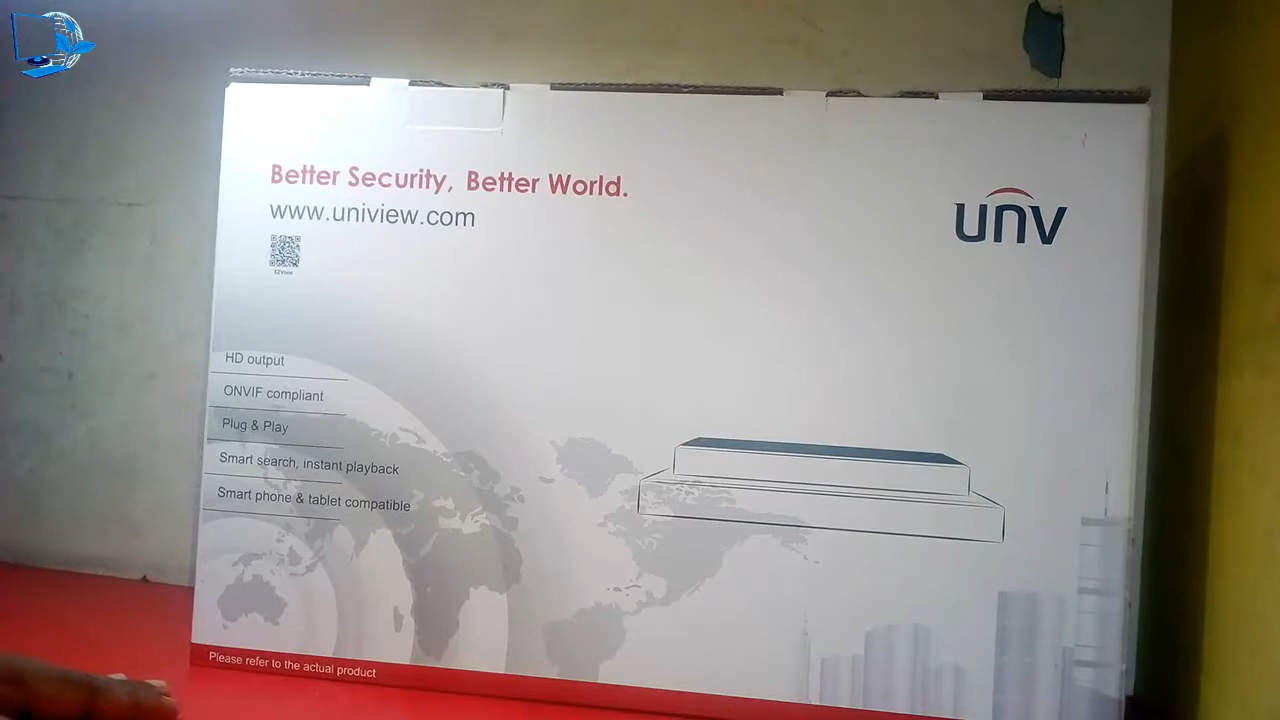 Better Security, Better World.
www.uniview.com
EZView
unv
HD output
ONVIF compliant
Plug & Play
Smart search, instant playback
Smart phone & tablet compatible
Please refer to the actual product